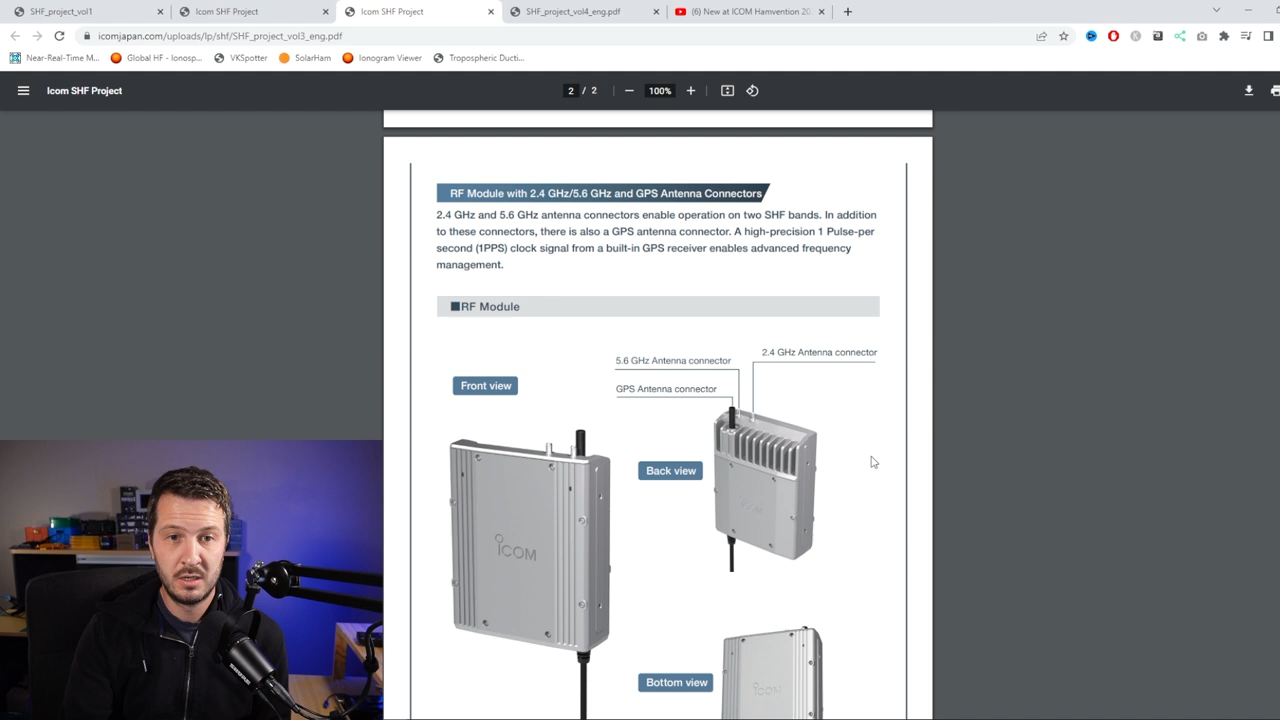 SHF_project_vol1
Icom SHF Project
Icom SHF Project
SHF_project_vol4_eng.pdf
(6) New at ICOM Hamvention 20
icomjapan.com/uploads/lp/shf/SHF_project_vol3_eng.pdf
Near-Real-Time M...
Global HF - Ionosp...
VKSpotter
SolarHam
Ionogram Viewer
Tropospheric Ducti...
Icom SHF Project
2 / 2
100%
RF Module with 2.4 GHz/5.6 GHz and GPS Antenna Connectors
2.4 GHz and 5.6 GHz antenna connectors enable operation on two SHF bands. In addition
to these connectors, there is also a GPS antenna connector. A high-precision 1 Pulse-per
second (1PPS) clock signal from a built-in GPS receiver enables advanced frequency
management.
■RF Module
2.4 GHz Antenna connector
5.6 GHz Antenna connector
GPS Antenna connector
Front view
Back view
ICOM
Bottom view
ICOM